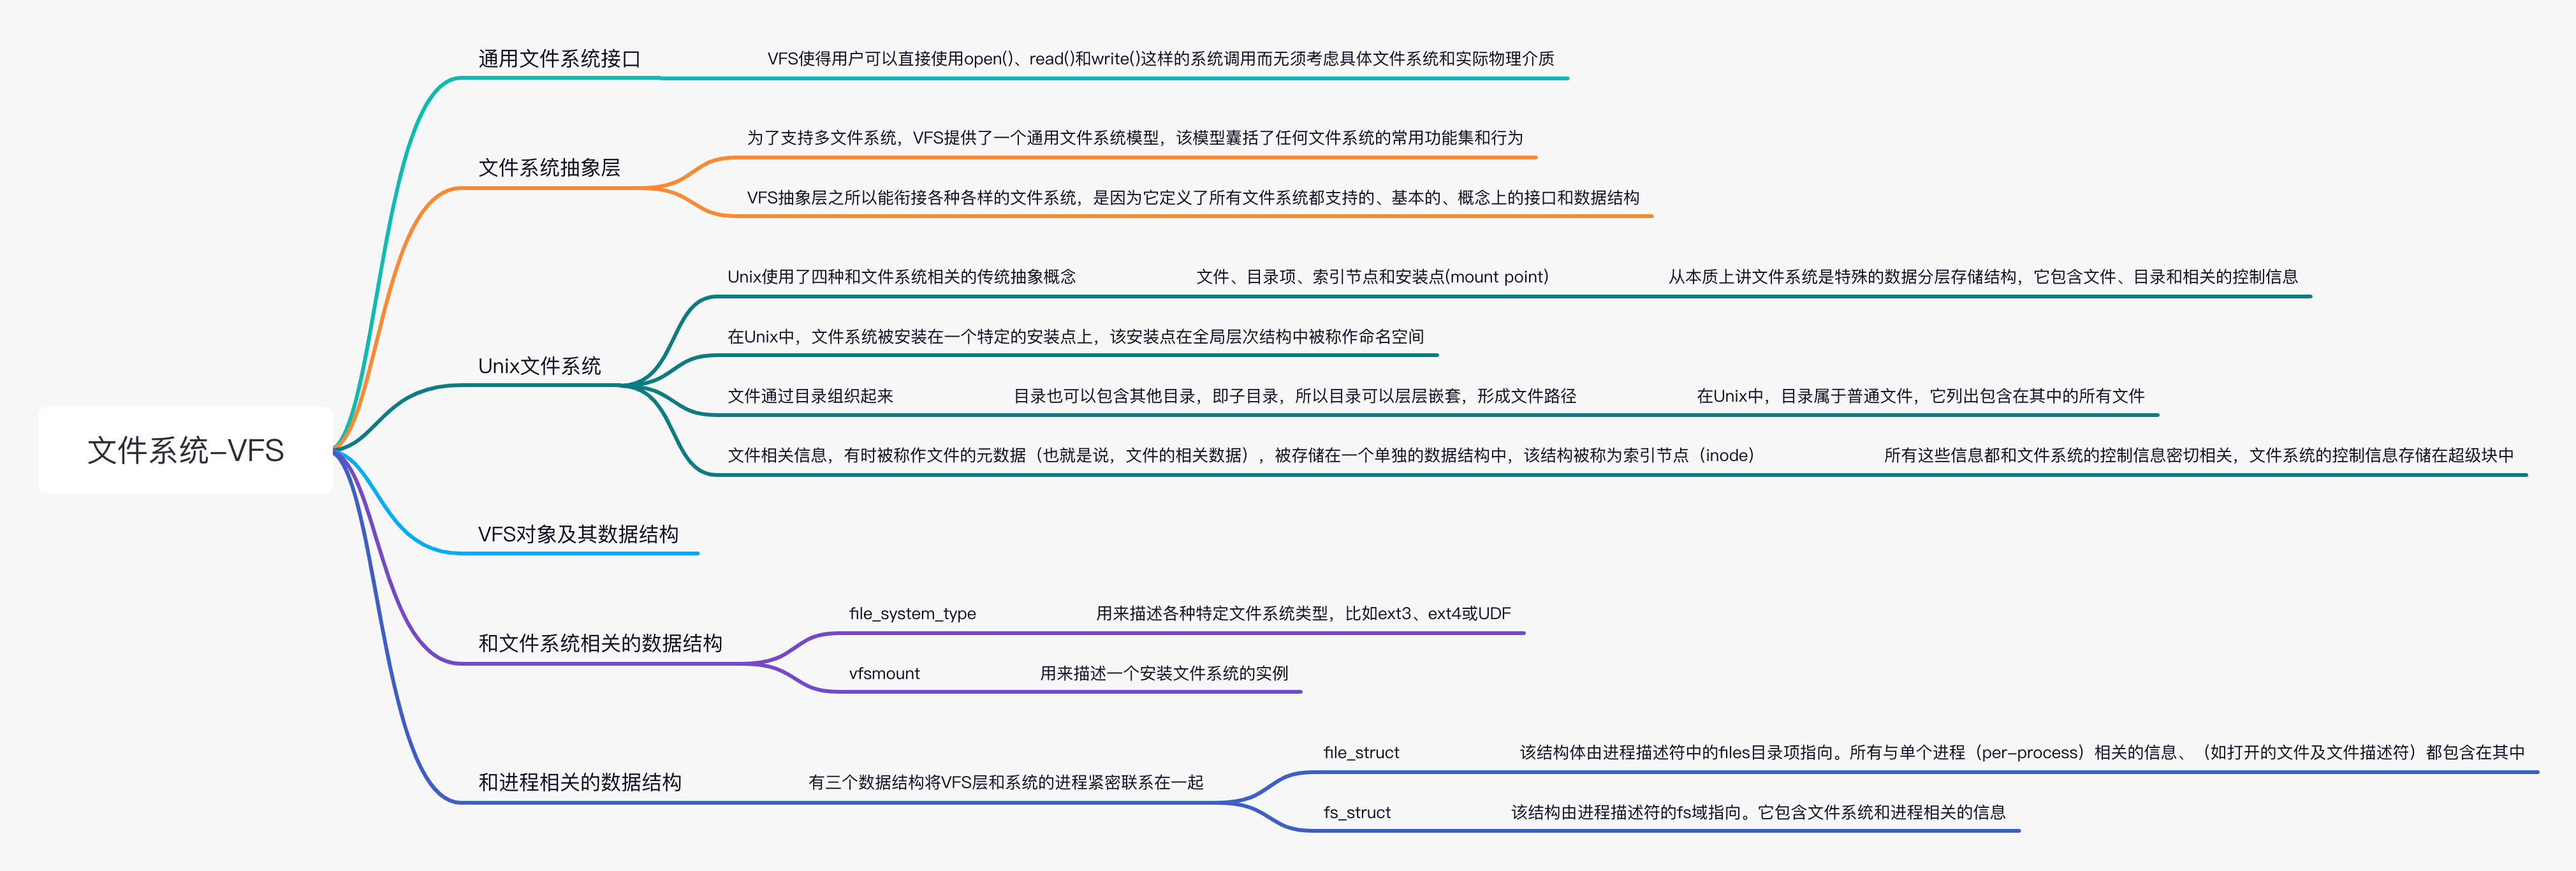 文件系统-VFS
通用文件系统接口
VFS使得用户可以直接使用open()、read()和write()这样的系统调用而无须考虑具体文件系统和实际物理介质
文件系统抽象层
为了支持多文件系统，VFS提供了一个通用文件系统模型，该模型囊括了任何文件系统的常用功能集和行为
VFS抽象层之所以能衔接各种各样的文件系统，是因为它定义了所有文件系统都支持的、基本的、概念上的接口和数据结构
Unix文件系统
Unix使用了四种和文件系统相关的传统抽象概念
文件、目录项、索引节点和安装点(mount point)
从本质上讲文件系统是特殊的数据分层存储结构，它包含文件、目录和相关的控制信息
在Unix中，文件系统被安装在一个特定的安装点上，该安装点在全局层次结构中被称作命名空间
文件通过目录组织起来
目录也可以包含其他目录，即子目录，所以目录可以层层嵌套，形成文件路径
在Unix中，目录属于普通文件，它列出包含在其中的所有文件
文件相关信息，有时被称作文件的元数据（也就是说，文件的相关数据），被存储在一个单独的数据结构中，该结构被称为索引节点（inode）
所有这些信息都和文件系统的控制信息密切相关，文件系统的控制信息存储在超级块中
VFS对象及其数据结构
和文件系统相关的数据结构
file_system_type
用来描述各种特定文件系统类型，比如ext3、ext4或UDF
vfsmount
用来描述一个安装文件系统的实例
和进程相关的数据结构
有三个数据结构将VFS层和系统的进程紧密联系在一起
file_struct
该结构体由进程描述符中的files目录项指向。所有与单个进程（per-process）相关的信息、（如打开的文件及文件描述符）都包含在其中
fs_struct
该结构由进程描述符的fs域指向。它包含文件系统和进程相关的信息